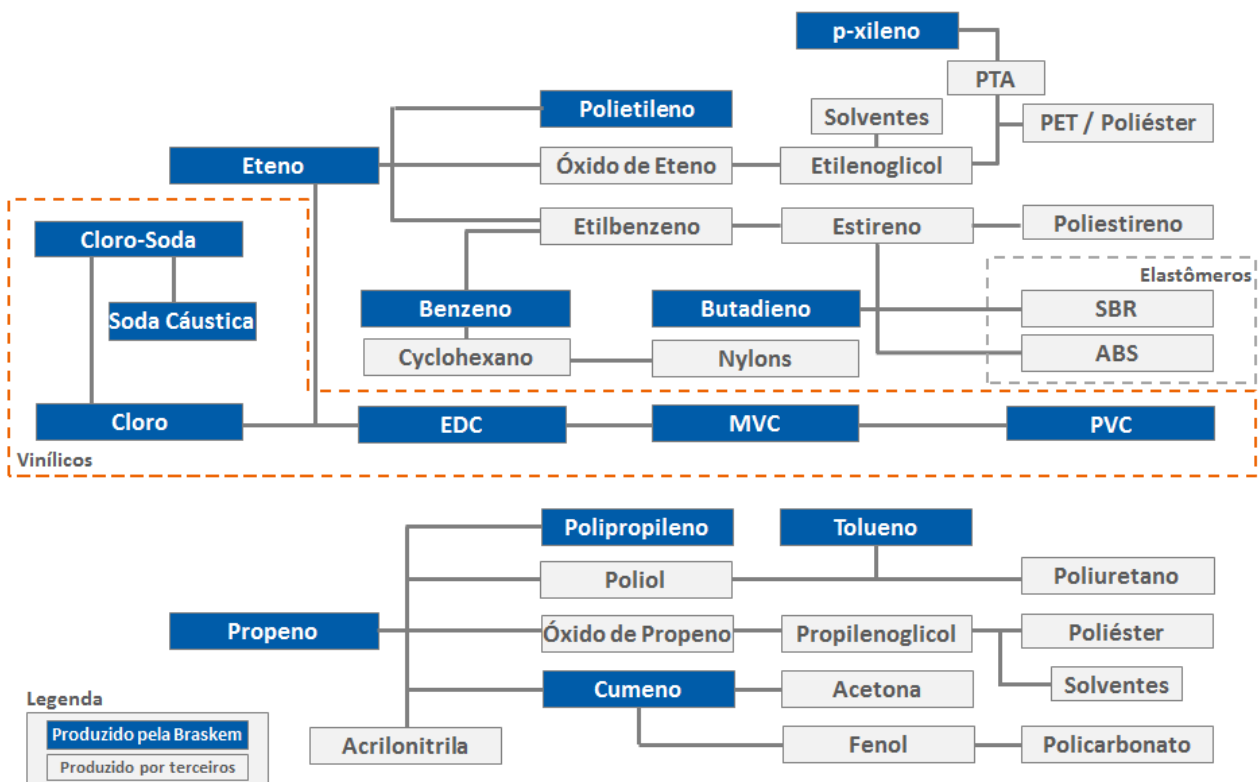 p-xileno
PTA
Polietileno
Solventes
PET / Poliéster
Eteno
Óxido de Eteno
Etilenoglicol
Cloro-Soda
Etilbenzeno
Estireno
Poliestireno
Elastômeros
Soda Cáustica
Benzeno
Butadieno
SBR
Cyclohexano
Nylons
ABS
Cloro
EDC
MVC
PVC
Vinílicos
Polipropileno
Tolueno
Poliol
Poliuretano
Propeno
Óxido de Propeno
Propilenoglicol
Poliéster
Cumeno
Acetona
Solventes
Acrilonitrila
Fenol
Policarbonato
Legenda
Produzido pela Braskem
Produzido por terceiros